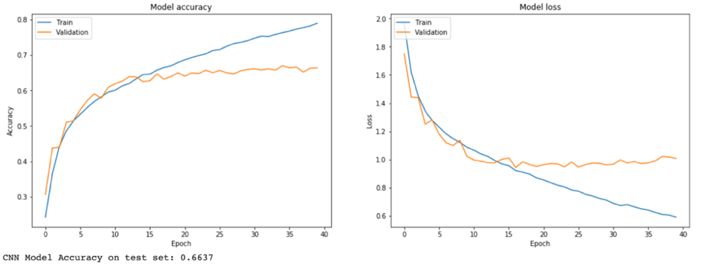 Model accuracy
Train
Validation
0.8
0.7
0.6
0.5
0.4
0.3
Accuracy
0 5 10 15 20 25 30 35 40
Epoch
Model loss
Train
Validation
2.0
1.8
1.6
1.4
1.2
1.0
0.8
0.6
Loss
0 5 10 15 20 25 30 35 40
Epoch
CNN Model Accuracy on test set: 0.6637